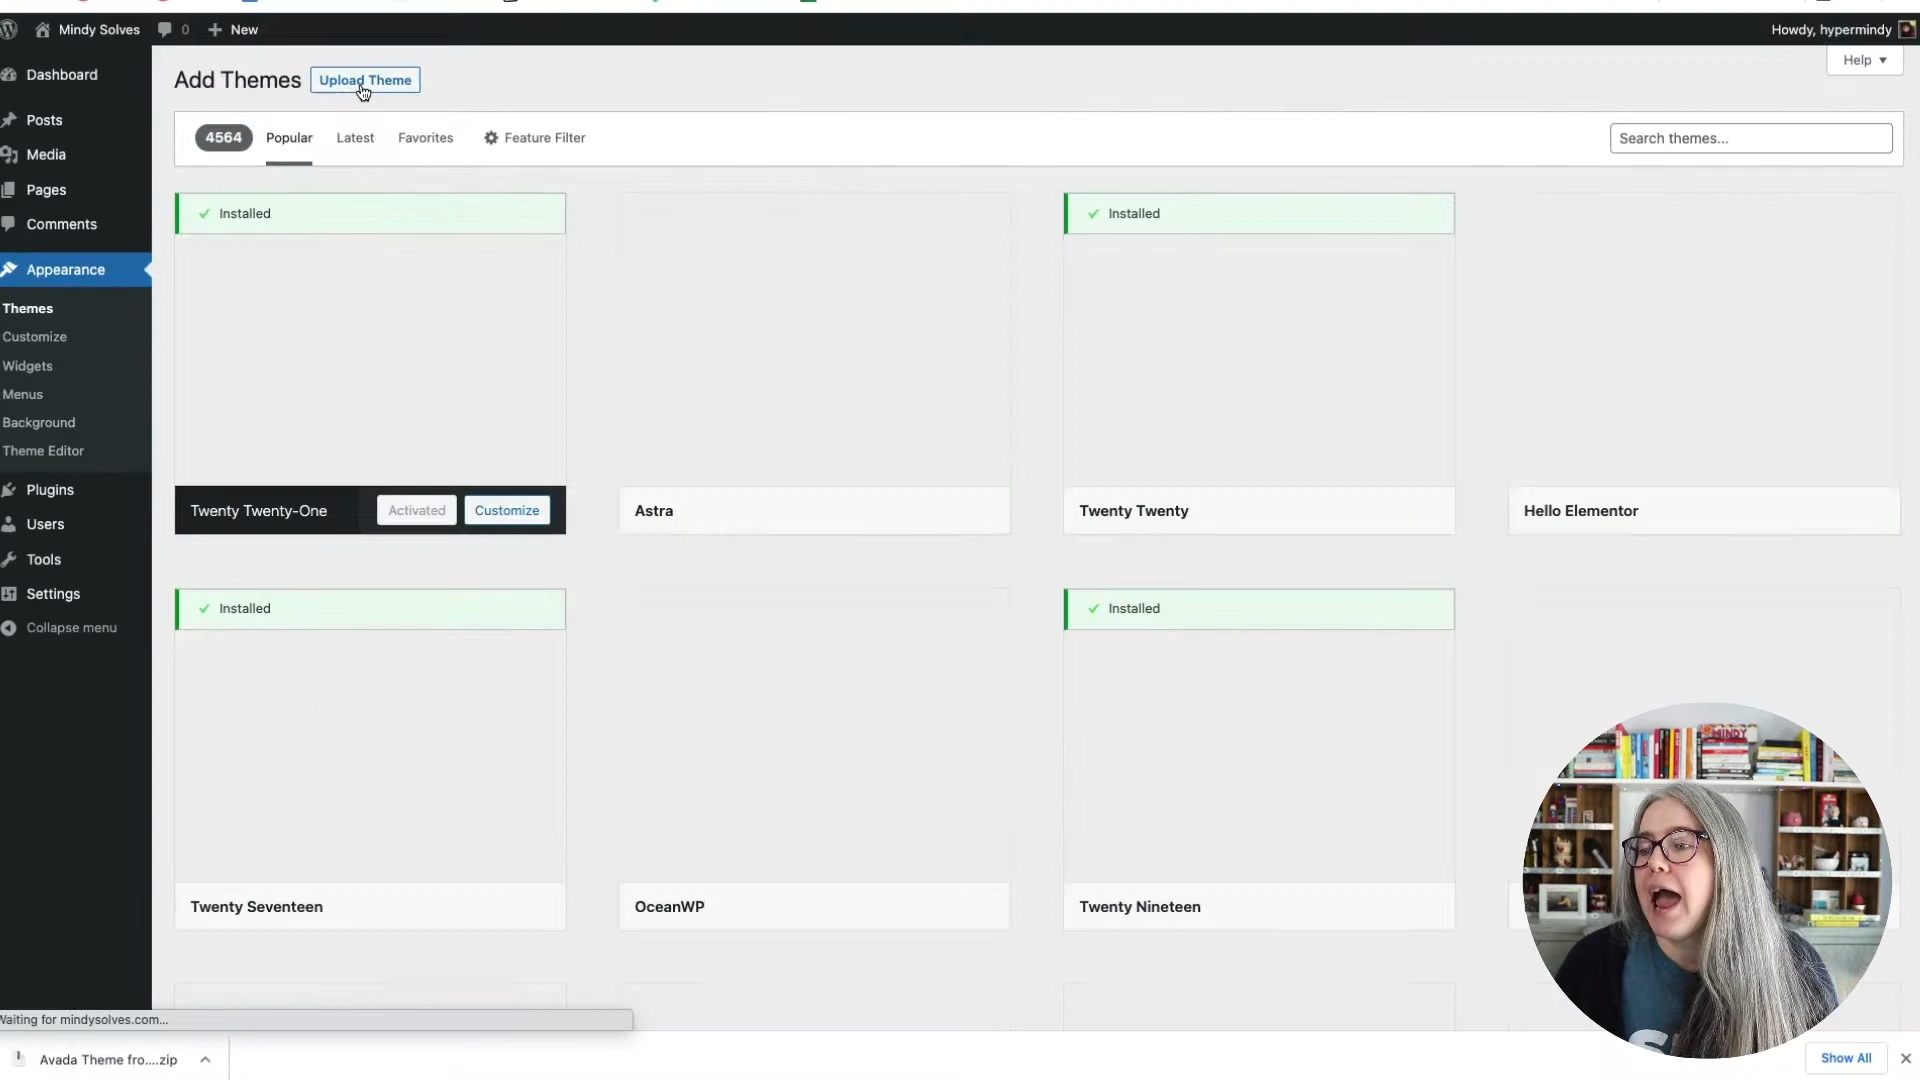 Mindy Solves
0
New
Howdy, hypermindy
Dashboard
Posts
Media
Pages
Comments
Appearance
Themes
Customize
Widgets
Menus
Background
Theme Editor
Plugins
Users
Tools
Settings
Collapse menu
Add Themes
Upload Theme
Help
4564
Popular
Latest
Favorites
Feature Filter
Search themes...
Installed
Installed
Twenty Twenty-One
Activated
Customize
Astra
Twenty Twenty
Hello Elementor
Installed
Installed
Twenty Seventeen
OceanWP
Twenty Nineteen
MINDY
Waiting for mindysolves.com...
Avada Theme fro....zip
Show All